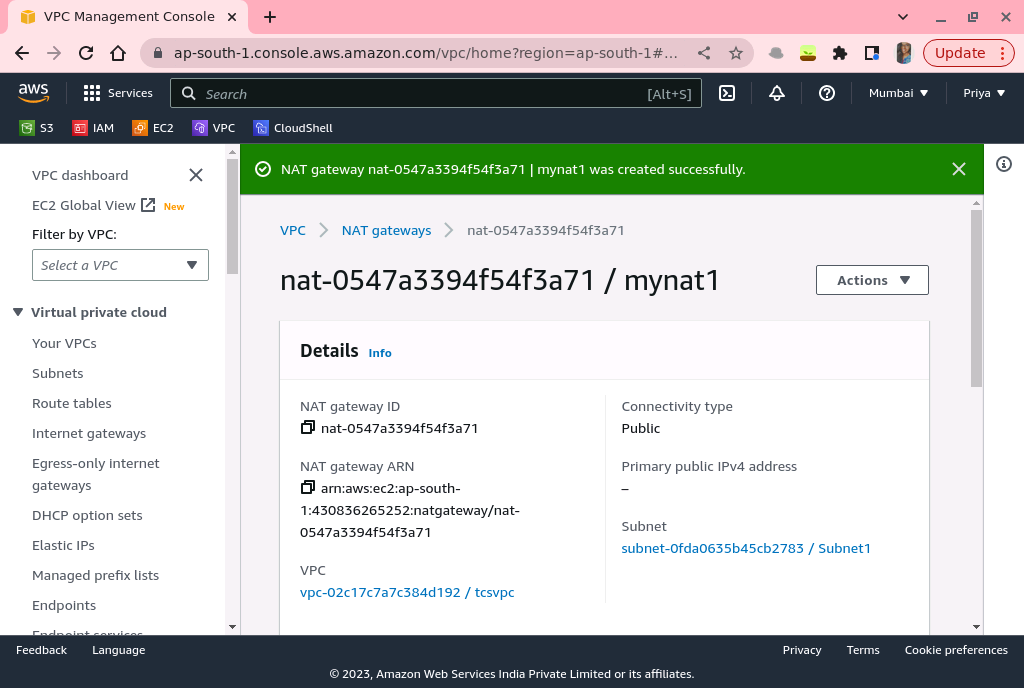 VPC Management Console
ap-south-1.console.aws.amazon.com/vpc/home?region=ap-south-1#...
Update
aws
Services
Search
[Alt+S]
Mumbai
Priya
S3
IAM
EC2
VPC
CloudShell
VPC dashboard
EC2 Global View
New
Filter by VPC:
Select a VPC
Virtual private cloud
Your VPCs
Subnets
Route tables
Internet gateways
Egress-only internet
gateways
DHCP option sets
Elastic IPs
Managed prefix lists
Endpoints
Endpoint services
NAT gateway nat-0547a3394f54f3a71 | mynat1 was created successfully.
VPC
NAT gateways
nat-0547a3394f54f3a71
nat-0547a3394f54f3a71 / mynat1
Actions
Details
Info
NAT gateway ID
nat-0547a3394f54f3a71
NAT gateway ARN
arn:aws:ec2:ap-south-
1:430836265252:natgateway/nat-
0547a3394f54f3a71
VPC
vpc-02c17c7a7c384d192 / tcsvpc
Connectivity type
Public
Primary public IPv4 address
–
Subnet
subnet-0fda0635b45cb2783 / Subnet1
Feedback
Language
Privacy
Terms
Cookie preferences
© 2023, Amazon Web Services India Private Limited or its affiliates.